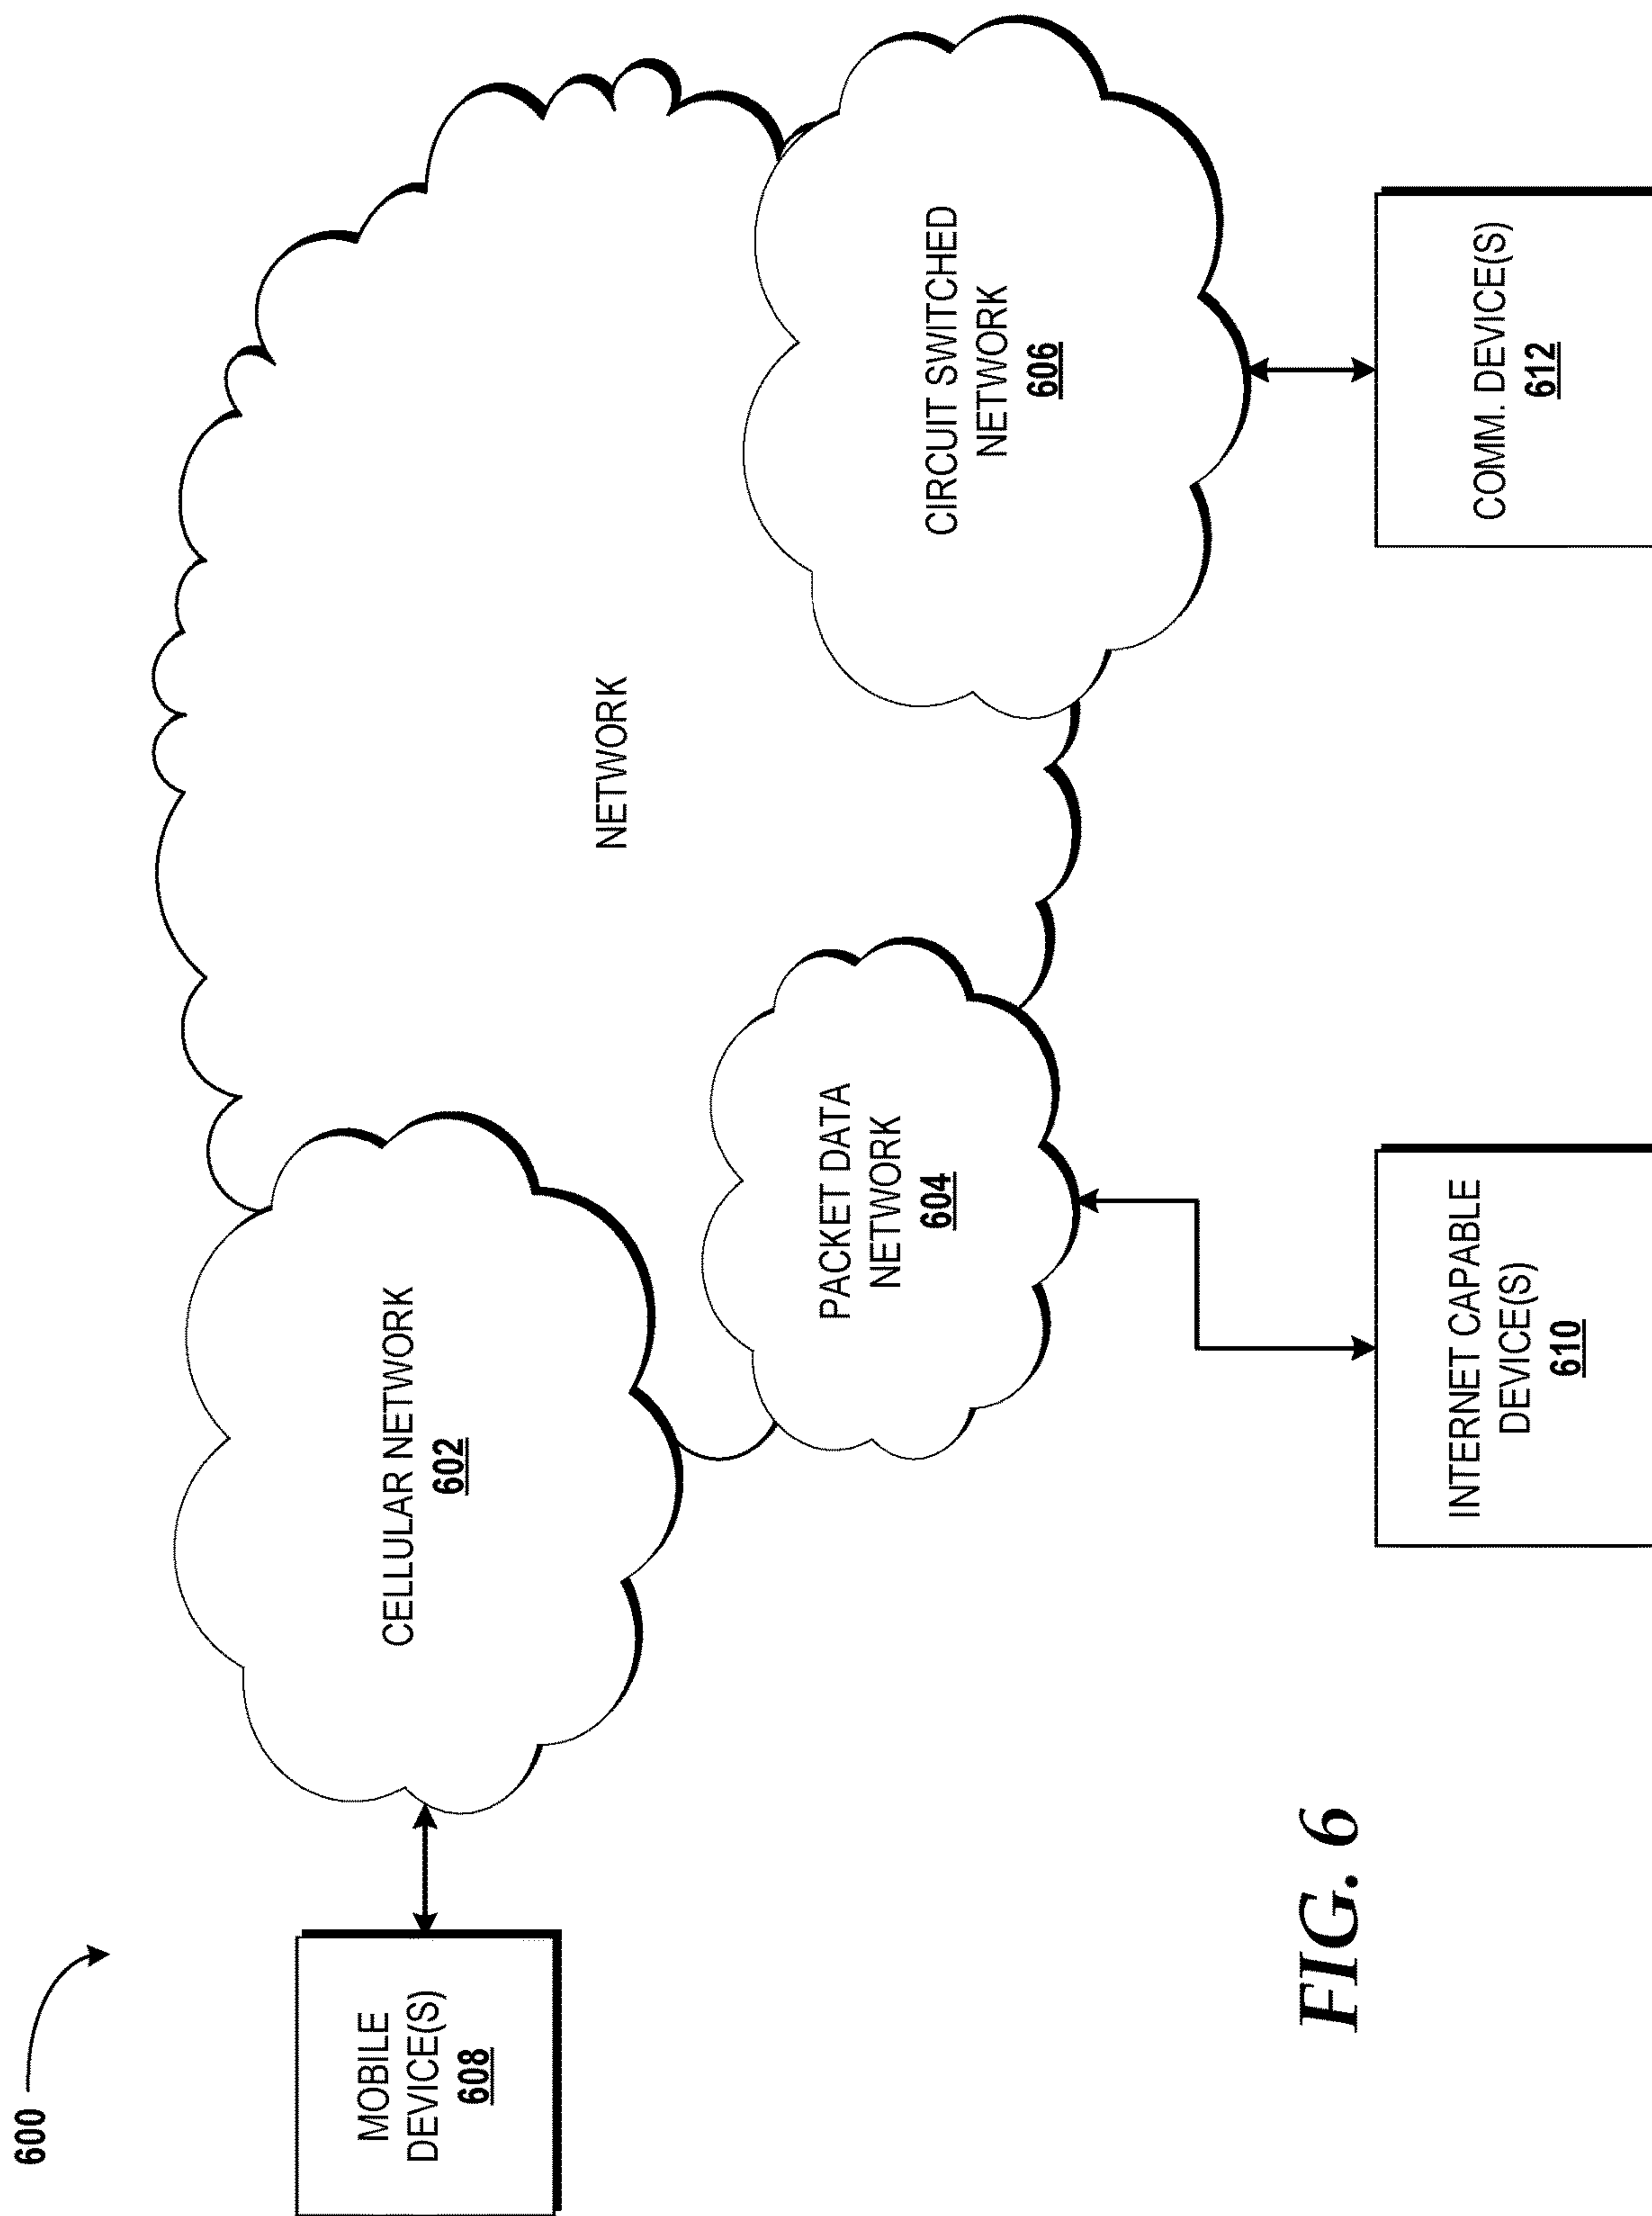 600
MOBILE
DEVICE(S)
608
CELLULAR NETWORK
602
NETWORK
PACKET DATA
NETWORK
604
CIRCUIT SWITCHED
NETWORK
606
INTERNET CAPABLE
DEVICE(S)
610
COMM. DEVICE(S)
612
FIG. 6